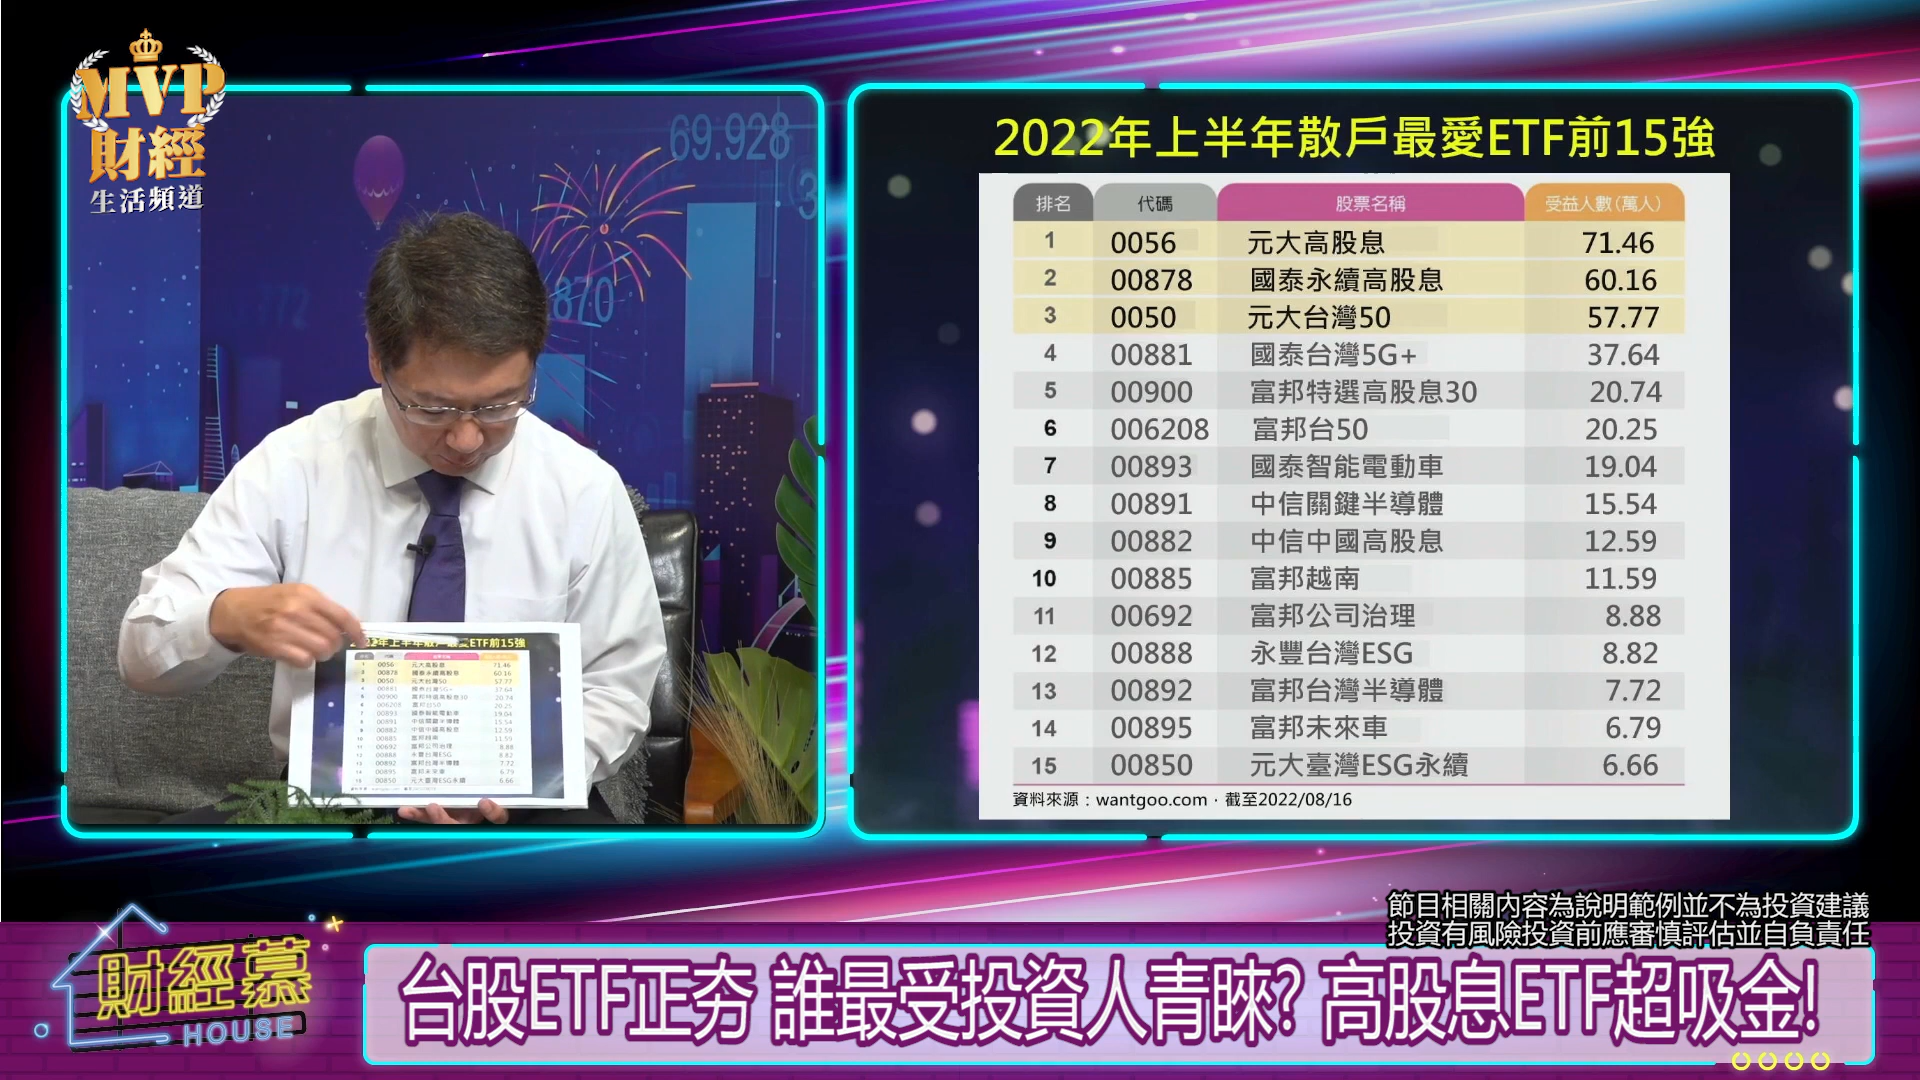 MVP
財經
生活頻道
69.928
870
2022年上半年散戶最愛ETF前15強
排名 代碼 股票名稱 受益人數(萬人)
1 0056 元大高股息 71.46
2 00878 國泰永續高股息 60.16
3 0050 元大台灣50 57.77
4 00881 國泰台灣5G+ 37.64
5 00900 富邦特選高股息30 20.74
6 006208 富邦台50 20.25
7 00893 國泰智能電動車 19.04
8 00891 中信關鍵半導體 15.54
9 00882 中信中國高股息 12.59
10 00885 富邦越南 11.59
11 00692 富邦公司治理 8.88
12 00888 永豐台灣ESG 8.82
13 00892 富邦台灣半導體 7.72
14 00895 富邦未來車 6.79
15 00850 元大臺灣ESG永續 6.66
資料來源：wantgoo.com，截至2022/08/16
節目相關內容為說明範例並不為投資建議
投資有風險投資前應審慎評估並自負責任
財經慕
HOUSE
台股ETF正夯 誰最受投資人青睞? 高股息ETF超吸金!